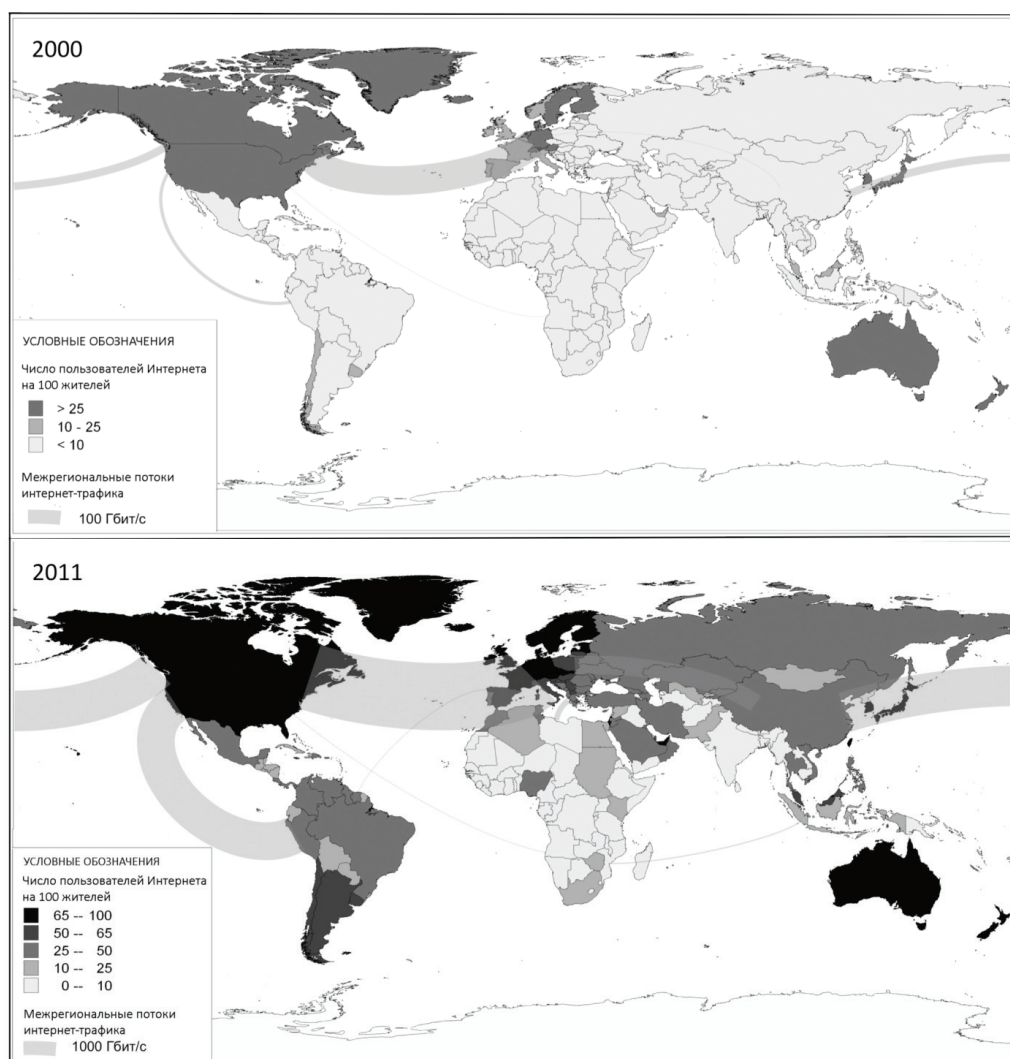 2000
УСЛОВНЫЕ ОБОЗНАЧЕНИЯ
Число пользователей Интернета
на 100 жителей
> 25
10 - 25
< 10
Межрегиональные потоки
интернет-трафика
100 Гбит/с
2011
УСЛОВНЫЕ ОБОЗНАЧЕНИЯ
Число пользователей Интернета
на 100 жителей
65 -- 100
50 -- 65
25 -- 50
10 -- 25
0 -- 10
Межрегиональные потоки
интернет-трафика
1000 Гбит/с